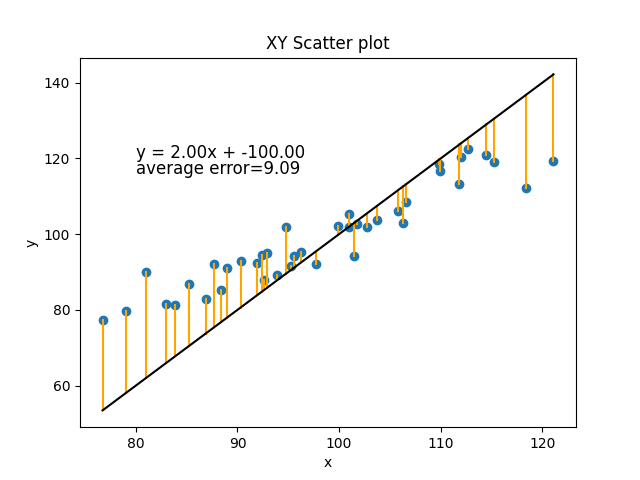 XY Scatter plot
140
y = 2.00x + -100.00
average error=9.09
120
y
100
80
60
80 90 100 110 120
x